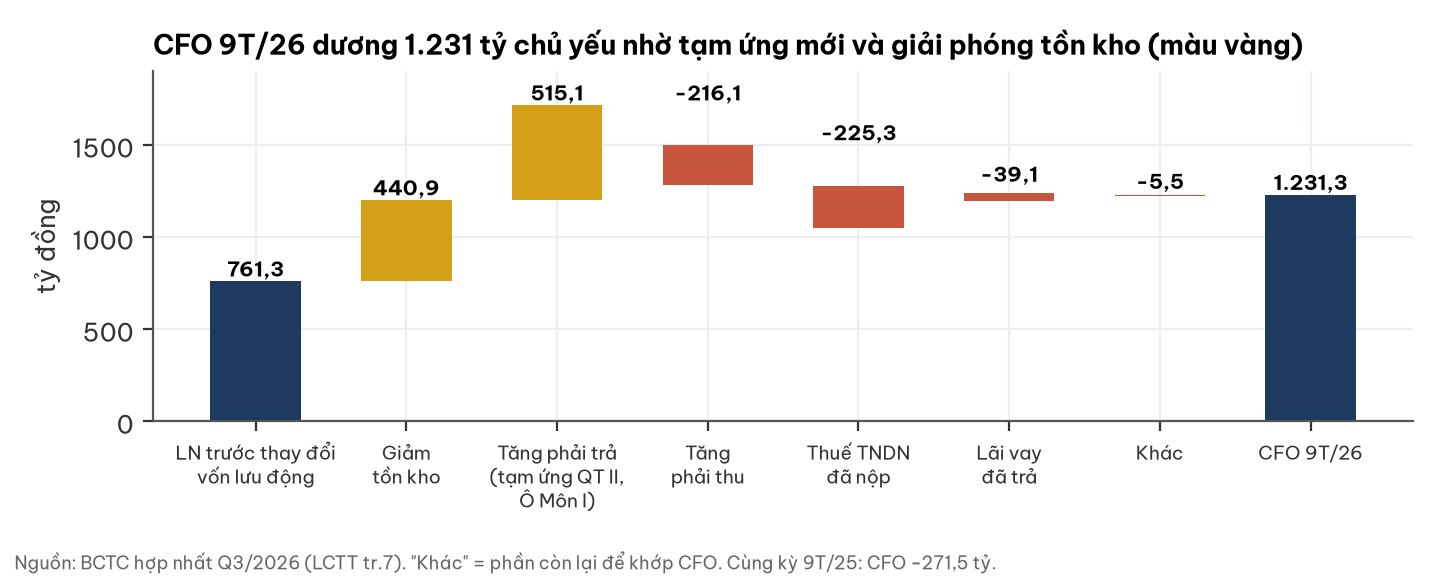 CFO 9T/26 dương 1.231 tỷ chủ yếu nhờ tạm ứng mới và giải phóng tồn kho (màu vàng)
tỷ đồng
1500
1000
500
0
761,3
440,9
515,1
-216,1
-225,3
-39,1
-5,5
1.231,3
LN trước thay đổi
vốn lưu động
Giảm
tồn kho
Tăng phải trả
(tạm ứng QT II,
Ô Môn I)
Tăng
phải thu
Thuế TNDN
đã nộp
Lãi vay
đã trả
Khác
CFO 9T/26
Nguồn: BCTC hợp nhất Q3/2026 (LCTT tr.7). "Khác" = phần còn lại để khớp CFO. Cùng kỳ 9T/25: CFO -271,5 tỷ.